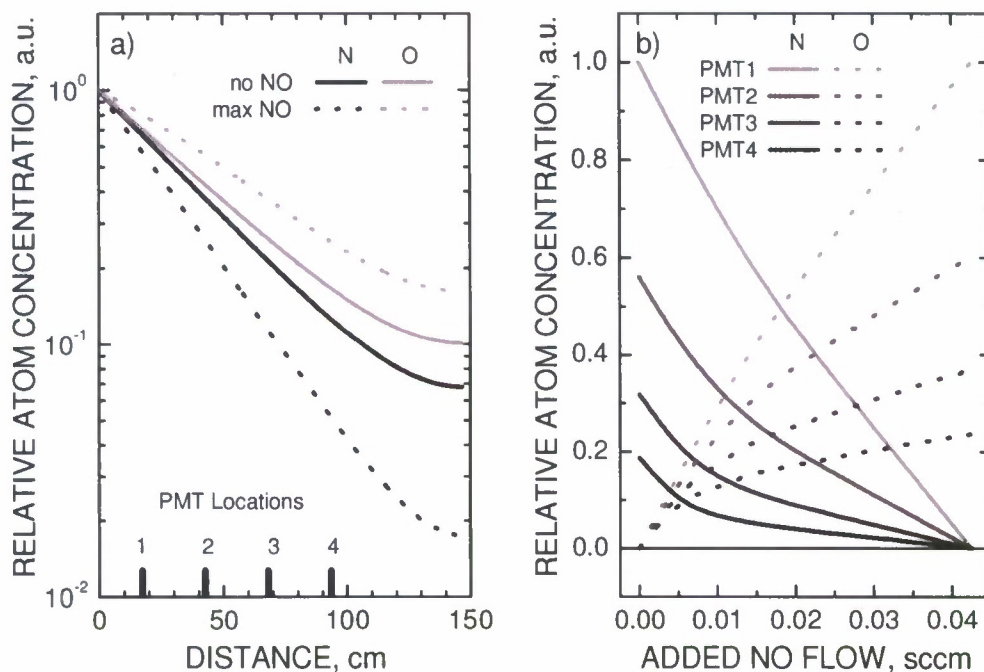 a)
N O
no NO
max NO
RELATIVE ATOM CONCENTRATION, a.u.
10^0
10^-1
10^-2
PMT Locations
1 2 3 4
0 50 100 150
DISTANCE, cm
b)
N O
PMT1
PMT2
PMT3
PMT4
RELATIVE ATOM CONCENTRATION, a.u.
1.0
0.8
0.6
0.4
0.2
0.0
0.00 0.01 0.02 0.03 0.04
ADDED NO FLOW, sccm